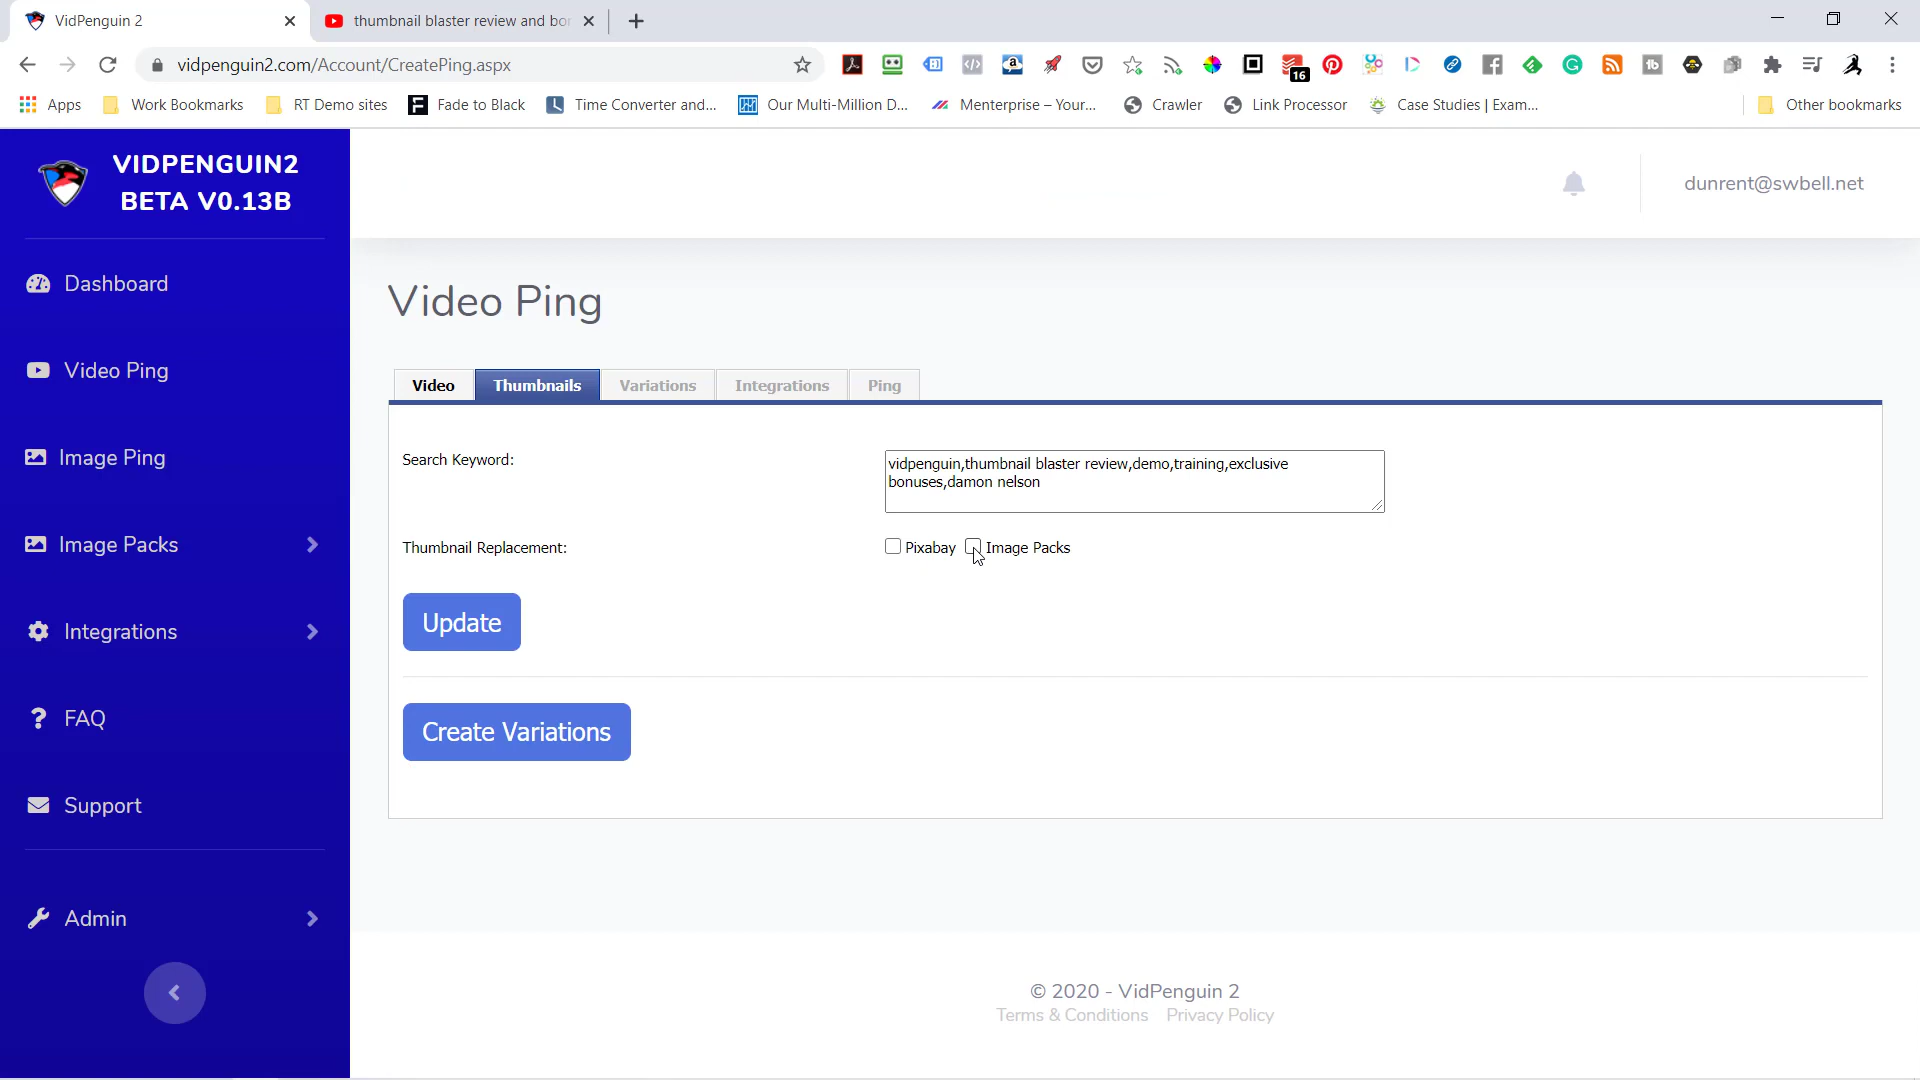 VidPenguin 2
thumbnail blaster review and bo
vidpenguin2.com/Account/CreatePing.aspx
16
Apps
Work Bookmarks
RT Demo sites
Fade to Black
Time Converter and...
Our Multi-Million D...
Menterprise – Your...
Crawler
Link Processor
Case Studies | Exam...
Other bookmarks
VIDPENGUIN2
BETA V0.13B
dunrent@swbell.net
Dashboard
Video Ping
Image Ping
Image Packs
Integrations
FAQ
Support
Admin
Video Ping
Video
Thumbnails
Variations
Integrations
Ping
Search Keyword:
vidpenguin,thumbnail blaster review,demo,training,exclusive
bonuses,damon nelson
Thumbnail Replacement:
Pixabay
Image Packs
Update
Create Variations
© 2020 - VidPenguin 2
Terms & Conditions Privacy Policy